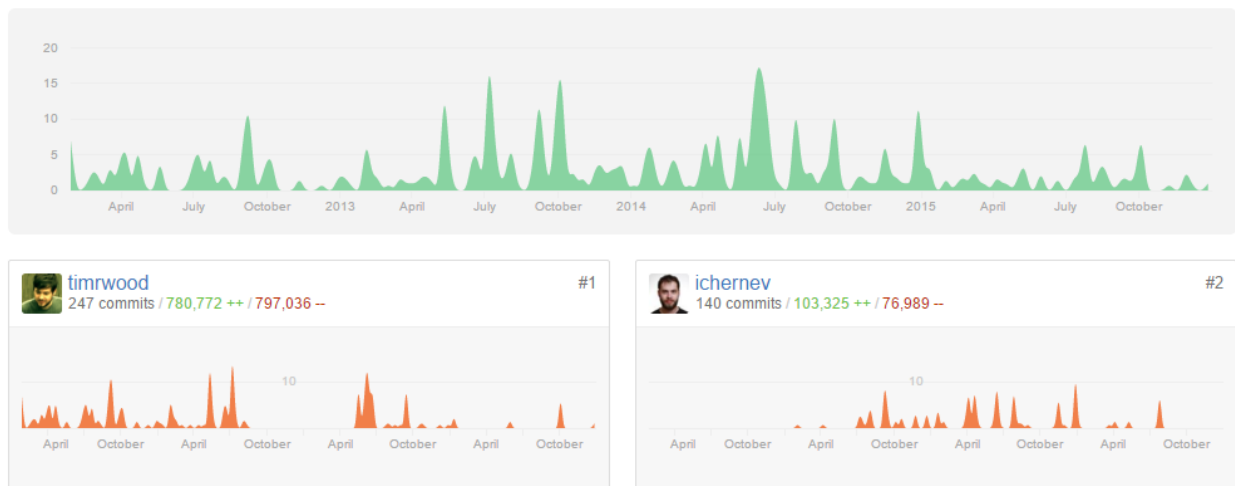 20
15
10
5
0
April July October 2013 April July October 2014 April July October 2015 April July October
timrwood #1
247 commits / 780,772 ++ / 797,036 --
10
April October April October April October April October
ichernev #2
140 commits / 103,325 ++ / 76,989 --
10
April October April October April October April October